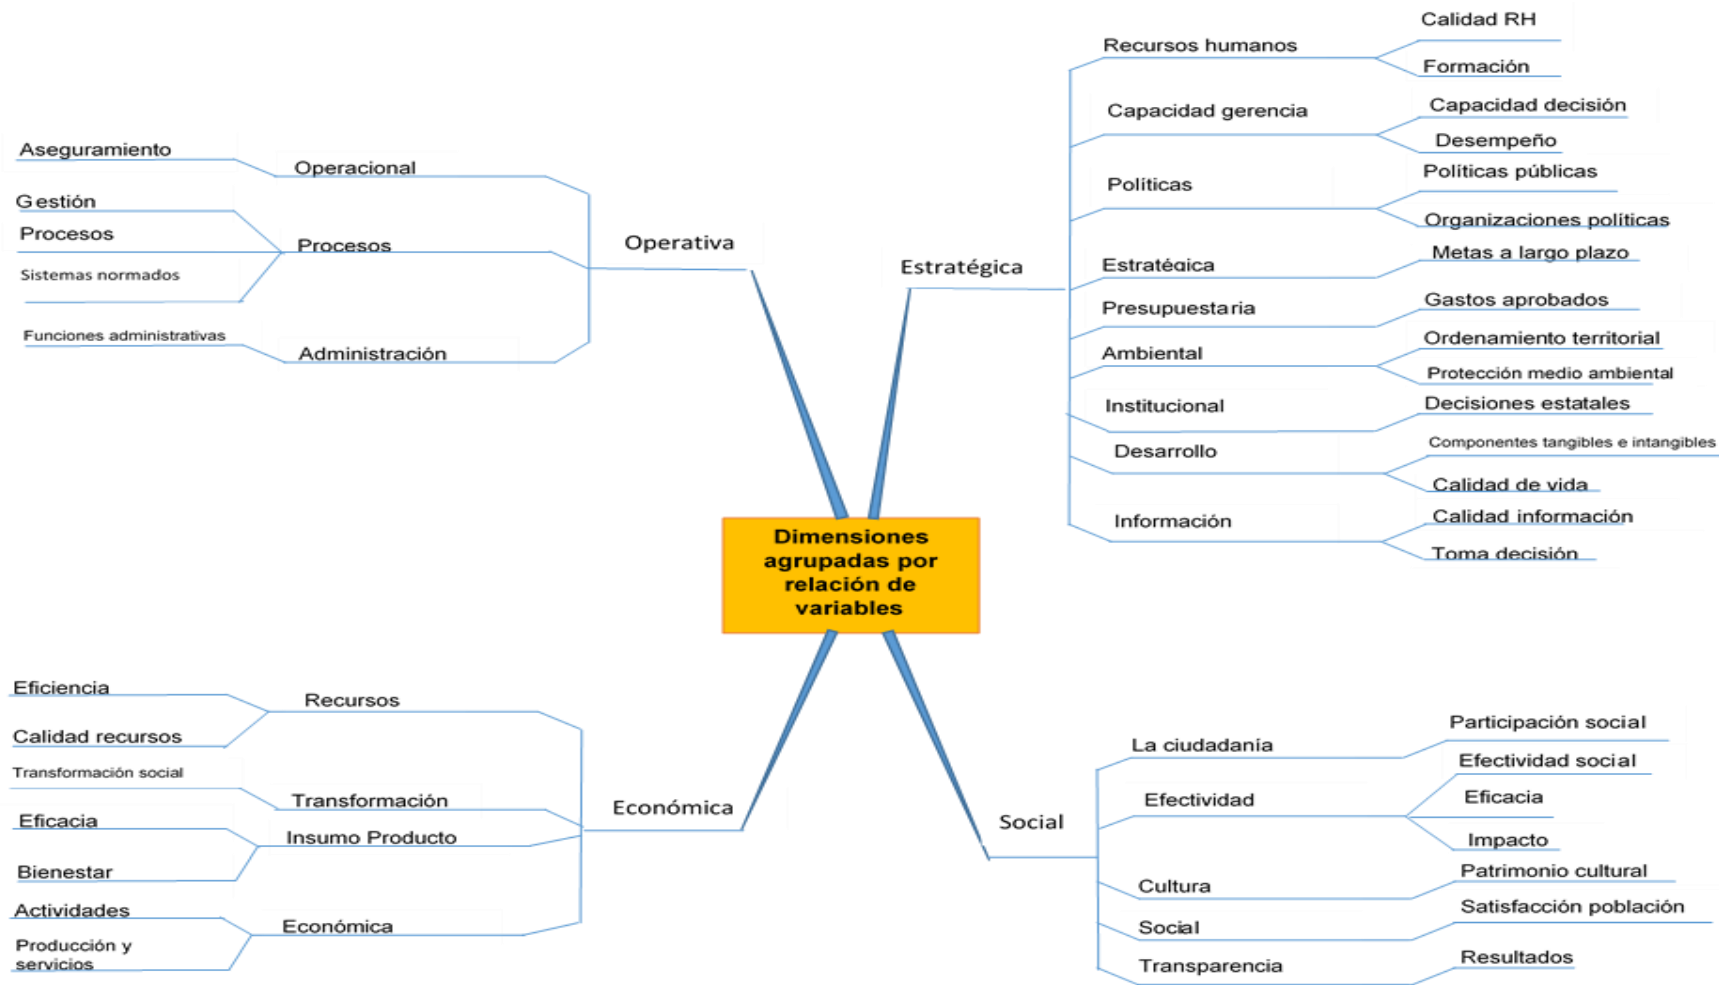 Calidad RH
Recursos humanos
Formación
Capacidad gerencia
Capacidad decisión
Desempeño
Políticas
Políticas públicas
Organizaciones políticas
Estratégica
Estratégica
Metas a largo plazo
Presupuestaria
Gastos aprobados
Ambiental
Ordenamiento territorial
Protección medio ambiental
Institucional
Decisiones estatales
Desarrollo
Componentes tangibles e intangibles
Calidad de vida
Información
Calidad información
Toma decisión
Aseguramiento
Operacional
Gestión
Procesos
Sistemas normados
Procesos
Operativa
Funciones administrativas
Administración
Dimensiones
agrupadas por
relación de
variables
Eficiencia
Recursos
Calidad recursos
Transformación social
Transformación
Económica
Eficacia
Insumo Producto
Bienestar
Actividades
Económica
Producción y
servicios
Participación social
La ciudadanía
Efectividad social
Efectividad
Eficacia
Impacto
Social
Cultura
Patrimonio cultural
Social
Satisfacción población
Transparencia
Resultados